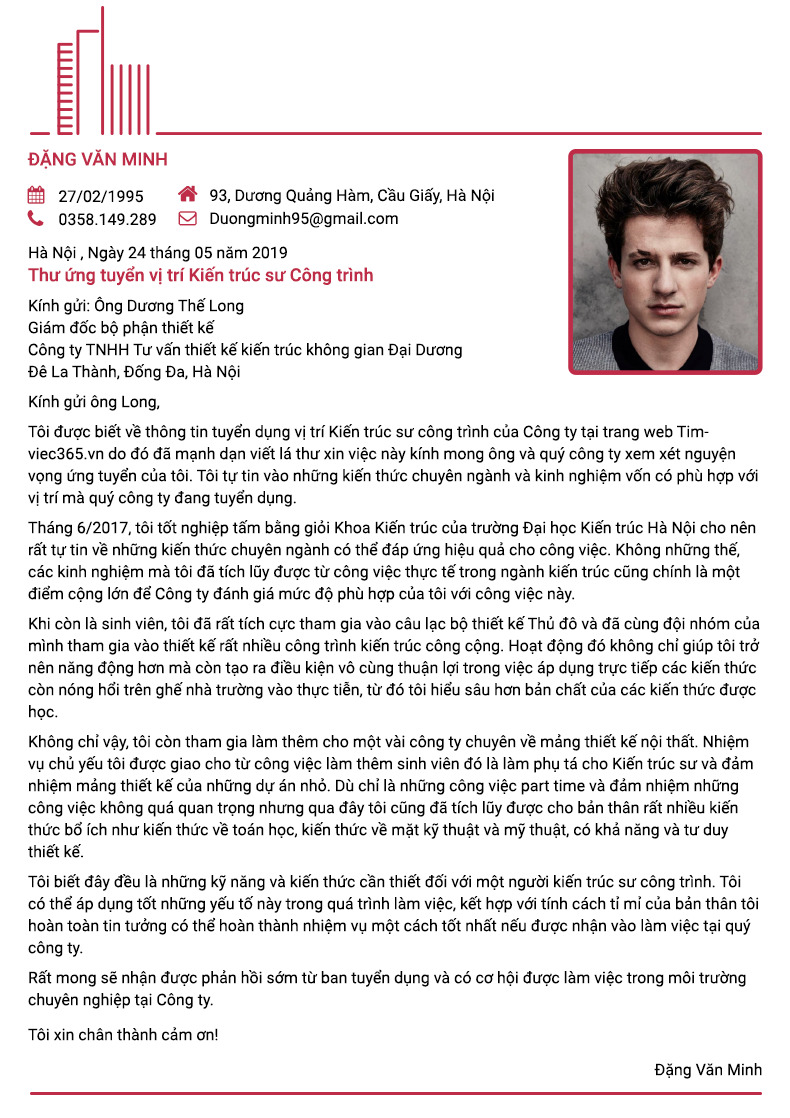 ĐẶNG VĂN MINH
27/02/1995
93, Dương Quảng Hàm, Cầu Giấy, Hà Nội
0358.149.289
Duongminh95@gmail.com
Hà Nội , Ngày 24 tháng 05 năm 2019
Thư ứng tuyển vị trí Kiến trúc sư Công trình
Kính gửi: Ông Dương Thế Long
Giám đốc bộ phận thiết kế
Công ty TNHH Tư vấn thiết kế kiến trúc không gian Đại Dương
Đê La Thành, Đống Đa, Hà Nội
Kính gửi ông Long,
Tôi được biết về thông tin tuyển dụng vị trí Kiến trúc sư công trình của Công ty tại trang web Tim-
viec365.vn do đó đã mạnh dạn viết lá thư xin việc này kính mong ông và quý công ty xem xét nguyện
vọng ứng tuyển của tôi. Tôi tự tin vào những kiến thức chuyên ngành và kinh nghiệm vốn có phù hợp với
vị trí mà quý công ty đang tuyển dụng.
Tháng 6/2017, tôi tốt nghiệp tấm bằng giỏi Khoa Kiến trúc của trường Đại học Kiến trúc Hà Nội cho nên
rất tự tin về những kiến thức chuyên ngành có thể đáp ứng hiệu quả cho công việc. Không những thế,
các kinh nghiệm mà tôi đã tích lũy được từ công việc thực tế trong ngành kiến trúc cũng chính là một
điểm cộng lớn để Công ty đánh giá mức độ phù hợp của tôi với công việc này.
Khi còn là sinh viên, tôi đã rất tích cực tham gia vào câu lạc bộ thiết kế Thủ đô và đã cùng đội nhóm của
mình tham gia vào thiết kế rất nhiều công trình kiến trúc công cộng. Hoạt động đó không chỉ giúp tôi trở
nên năng động hơn mà còn tạo ra điều kiện vô cùng thuận lợi trong việc áp dụng trực tiếp các kiến thức
còn nóng hổi trên ghế nhà trường vào thực tiễn, từ đó tôi hiểu sâu hơn bản chất của các kiến thức được
học.
Không chỉ vậy, tôi còn tham gia làm thêm cho một vài công ty chuyên về mảng thiết kế nội thất. Nhiệm
vụ chủ yếu tôi được giao cho từ công việc làm thêm sinh viên đó là làm phụ tá cho Kiến trúc sư và đảm
nhiệm mảng thiết kế của những dự án nhỏ. Dù chỉ là những công việc part time và đảm nhiệm những
công việc không quá quan trọng nhưng qua đây tôi cũng đã tích lũy được cho bản thân rất nhiều kiến
thức bổ ích như kiến thức về toán học, kiến thức về mặt kỹ thuật và mỹ thuật, có khả năng và tư duy
thiết kế.
Tôi biết đây đều là những kỹ năng và kiến thức cần thiết đối với một người kiến trúc sư công trình. Tôi
có thể áp dụng tốt những yếu tố này trong quá trình làm việc, kết hợp với tính cách tỉ mỉ của bản thân tôi
hoàn toàn tin tưởng có thể hoàn thành nhiệm vụ một cách tốt nhất nếu được nhận vào làm việc tại quý
công ty.
Rất mong sẽ nhận được phản hồi sớm từ ban tuyển dụng và có cơ hội được làm việc trong môi trường
chuyên nghiệp tại Công ty.
Tôi xin chân thành cảm ơn!
Đặng Văn Minh